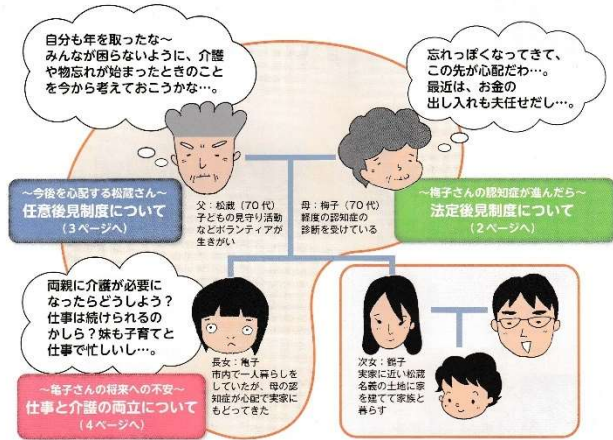 自分も年を取ったな～
みんなが困らないように、介護
や物忘れが始まったときのこと
を今から考えておこうかな…。
忘れっぽくなってきて、
この先が心配だわ…。
最近は、お金の
出し入れも夫任せだし…。
～今後を心配する松蔵さん～
任意後見制度について
（3ページへ）
父：松蔵（70代）
子どもの見守り活動
などボランティアが
生きがい
母：梅子（70代）
軽度の認知症の
診断を受けている
～梅子さんの認知症が進んだら～
法定後見制度について
（2ページへ）
両親に介護が必要に
なったらどうしよう？
仕事は続けられるの
かしら？妹も子育てと
仕事で忙しいし…。
～亀子さんの将来への不安～
仕事と介護の両立について
（4ページへ）
長女：亀子
市内で一人暮らしを
していたが、母の認
知症が心配で実家に
もどってきた
次女：鶴子
実家に近い松蔵
名義の土地に家
を建てて家族と
暮らす